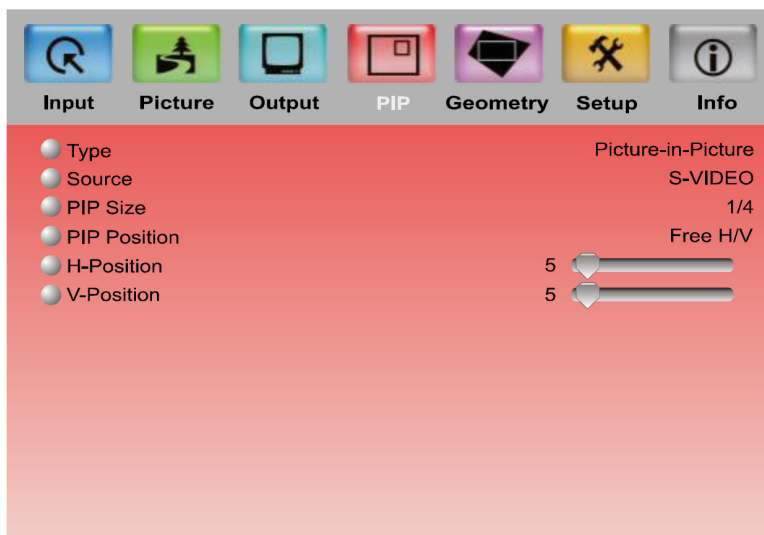 Input Picture Output PIP Geometry Setup Info
Type Picture-in-Picture
Source S-VIDEO
PIP Size 1/4
PIP Position Free H/V
H-Position 5
V-Position 5